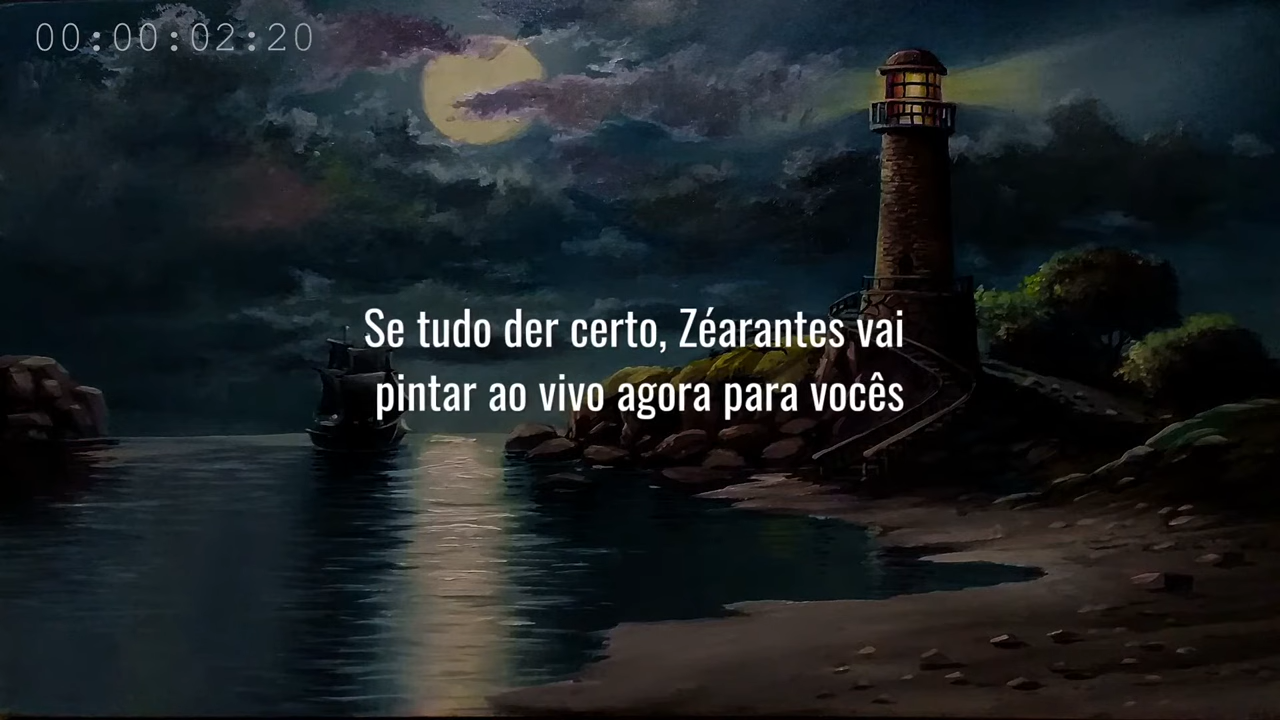 00:00:02:20
Se tudo der certo, Zéarantes vai
pintar ao vivo agora para vocês